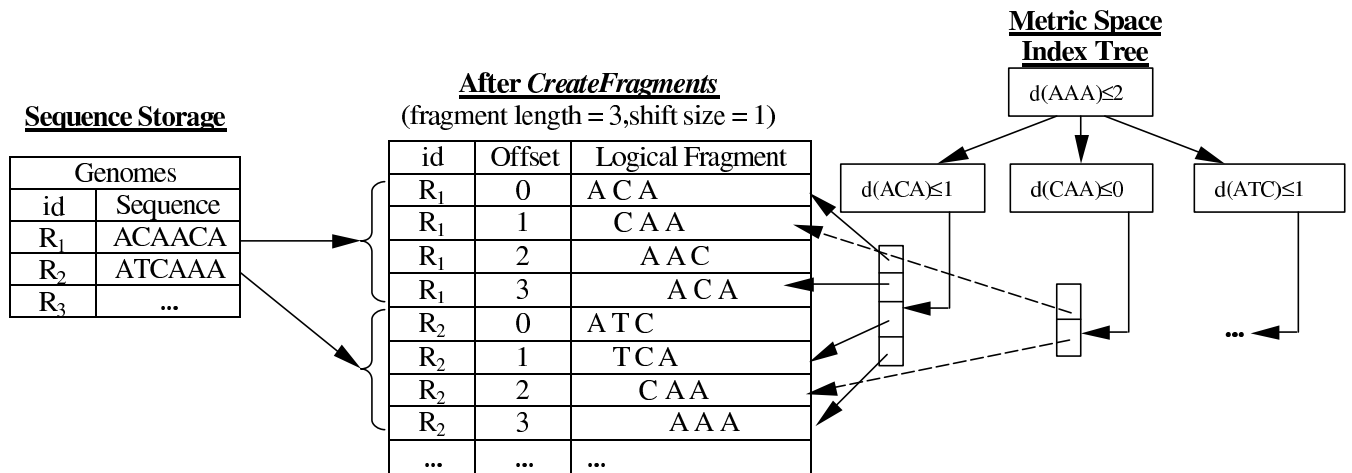 Sequence Storage
Genomes
id Sequence
R1 ACAACA
R2 ATCAAA
R3 ...
After CreateFragments
(fragment length = 3,shift size = 1)
id Offset Logical Fragment
R1 0 A C A
R1 1 C A A
R1 2 A A C
R1 3 A C A
R2 0 A T C
R2 1 T C A
R2 2 C A A
R2 3 A A A
... ... ...
Metric Space
Index Tree
d(AAA)≤2
d(ACA)≤1 d(CAA)≤0 d(ATC)≤1
...